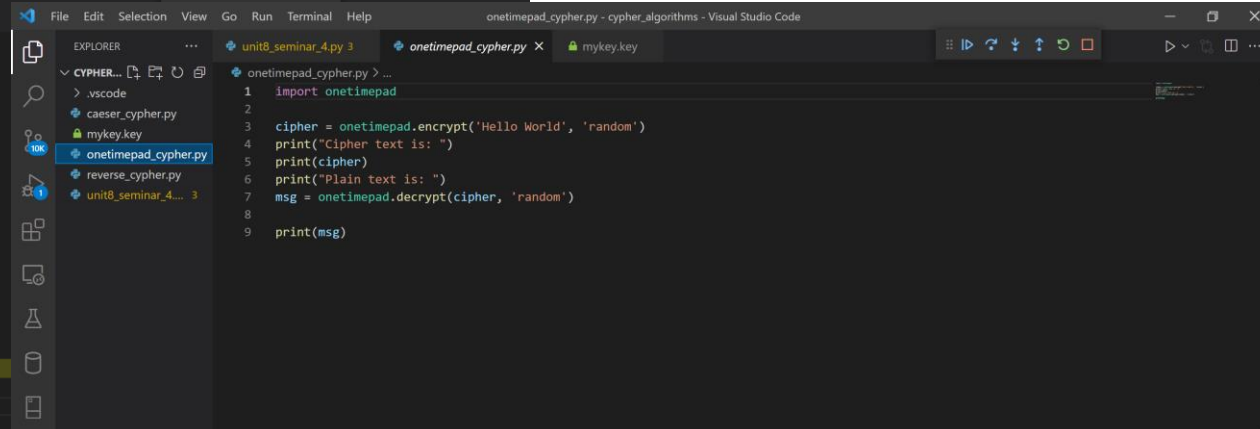 File Edit Selection View Go Run Terminal Help onetimepad_cypher.py - cypher_algorithms - Visual Studio Code
EXPLORER ... unit8_seminar_4.py 3 onetimepad_cypher.py mykey.key
CYPHER...
onetimepad_cypher.py > ...
.vscode
caeser_cypher.py
mykey.key
onetimepad_cypher.py
reverse_cypher.py
unit8_seminar_4.... 3
10K
1
1 import onetimepad
2
3 cipher = onetimepad.encrypt('Hello World', 'random')
4 print("Cipher text is: ")
5 print(cipher)
6 print("Plain text is: ")
7 msg = onetimepad.decrypt(cipher, 'random')
8
9 print(msg)